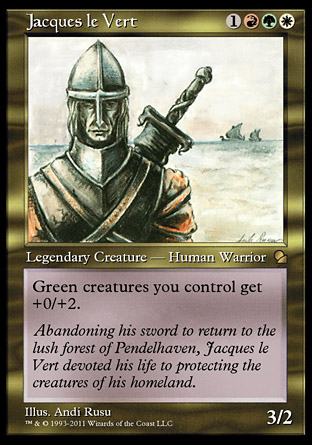 Jacques le Vert 1
Legendary Creature — Human Warrior
Green creatures you control get
+0/+2.
Abandoning his sword to return to the
lush forest of Pendelhaven, Jacques le
Vert devoted his life to protecting the
creatures of his homeland.
Illus. Andi Rusu
™ & © 1993-2011 Wizards of the Coast LLC
3/2